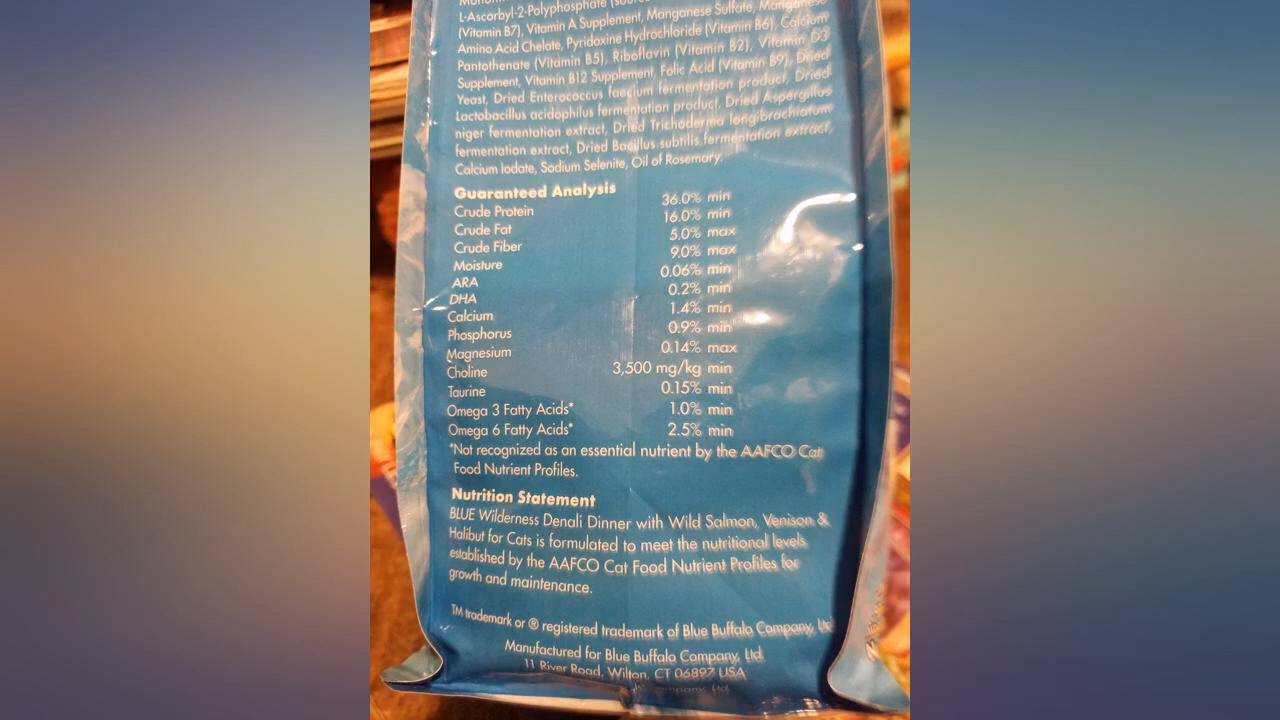 L-Ascorbyl-2-Polyphosphate
(Vitamin B7), Vitamin A Supplement, Manganese Sulfate, Manganese
Amino Acid Chelate, Pyridoxine Hydrochloride (Vitamin B6), Calcium
Pantothenate (Vitamin B5), Riboflavin (Vitamin B2), Vitamin D3
Supplement, Vitamin B12 Supplement, Folic Acid (Vitamin B9), Dried
Yeast, Dried Enterococcus faecium fermentation product, Dried
Lactobacillus acidophilus fermentation product, Dried Aspergillus
niger fermentation extract, Dried Trichoderma longibrachiatum
fermentation extract, Dried Bacillus subtilis fermentation extract,
Calcium Iodate, Sodium Selenite, Oil of Rosemary.
Guaranteed Analysis
Crude Protein 36.0% min
Crude Fat 16.0% min
Crude Fiber 5.0% max
Moisture 9.0% max
ARA 0.06% min
DHA 0.2% min
Calcium 1.4% min
Phosphorus 0.9% min
Magnesium 0.14% max
Choline 3,500 mg/kg min
Taurine 0.15% min
Omega 3 Fatty Acids* 1.0% min
Omega 6 Fatty Acids* 2.5% min
*Not recognized as an essential nutrient by the AAFCO Cat
Food Nutrient Profiles.
Nutrition Statement
BLUE Wilderness Denali Dinner with Wild Salmon, Venison &
Halibut for Cats is formulated to meet the nutritional levels
established by the AAFCO Cat Food Nutrient Profiles for
growth and maintenance.
TM trademark or ® registered trademark of Blue Buffalo Company, Ltd
Manufactured for Blue Buffalo Company, Ltd.
11 River Road, Wilton, CT 06897 USA
Company, Ltd.